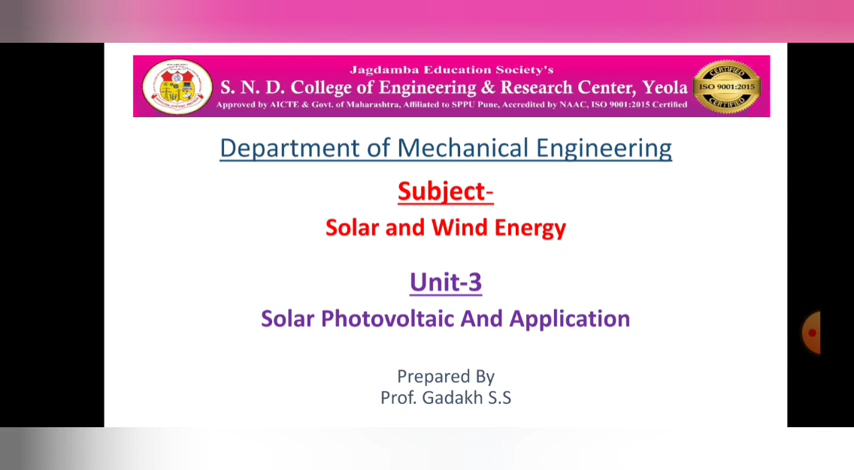 Jagdamba Education Society's
S. N. D. College of Engineering & Research Center, Yeola
Approved by AICTE & Govt. of Maharashtra, Affiliated to SPPU Pune, Accredited by NAAC, ISO 9001:2015 Certified
CERTIFIED
ISO 9001:2015
CERTIFIED
Department of Mechanical Engineering
Subject-
Solar and Wind Energy
Unit-3
Solar Photovoltaic And Application
Prepared By
Prof. Gadakh S.S